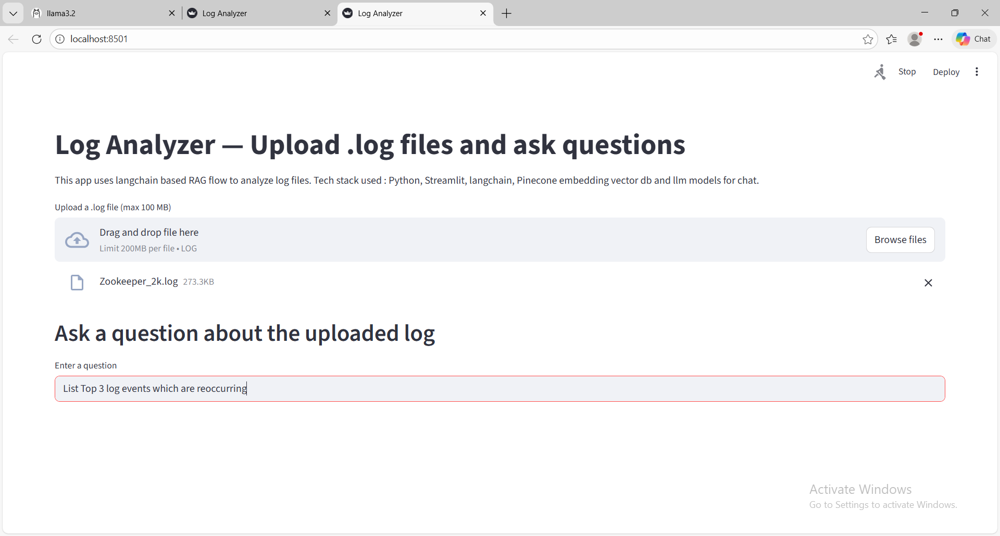 llama3.2
Log Analyzer
Log Analyzer
localhost:8501
Chat
Stop
Deploy
Log Analyzer — Upload .log files and ask questions
This app uses langchain based RAG flow to analyze log files. Tech stack used : Python, Streamlit, langchain, Pinecone embedding vector db and llm models for chat.
Upload a .log file (max 100 MB)
Drag and drop file here
Limit 200MB per file • LOG
Browse files
Zookeeper_2k.log 273.3KB
Ask a question about the uploaded log
Enter a question
List Top 3 log events which are reoccurring
Activate Windows
Go to Settings to activate Windows.